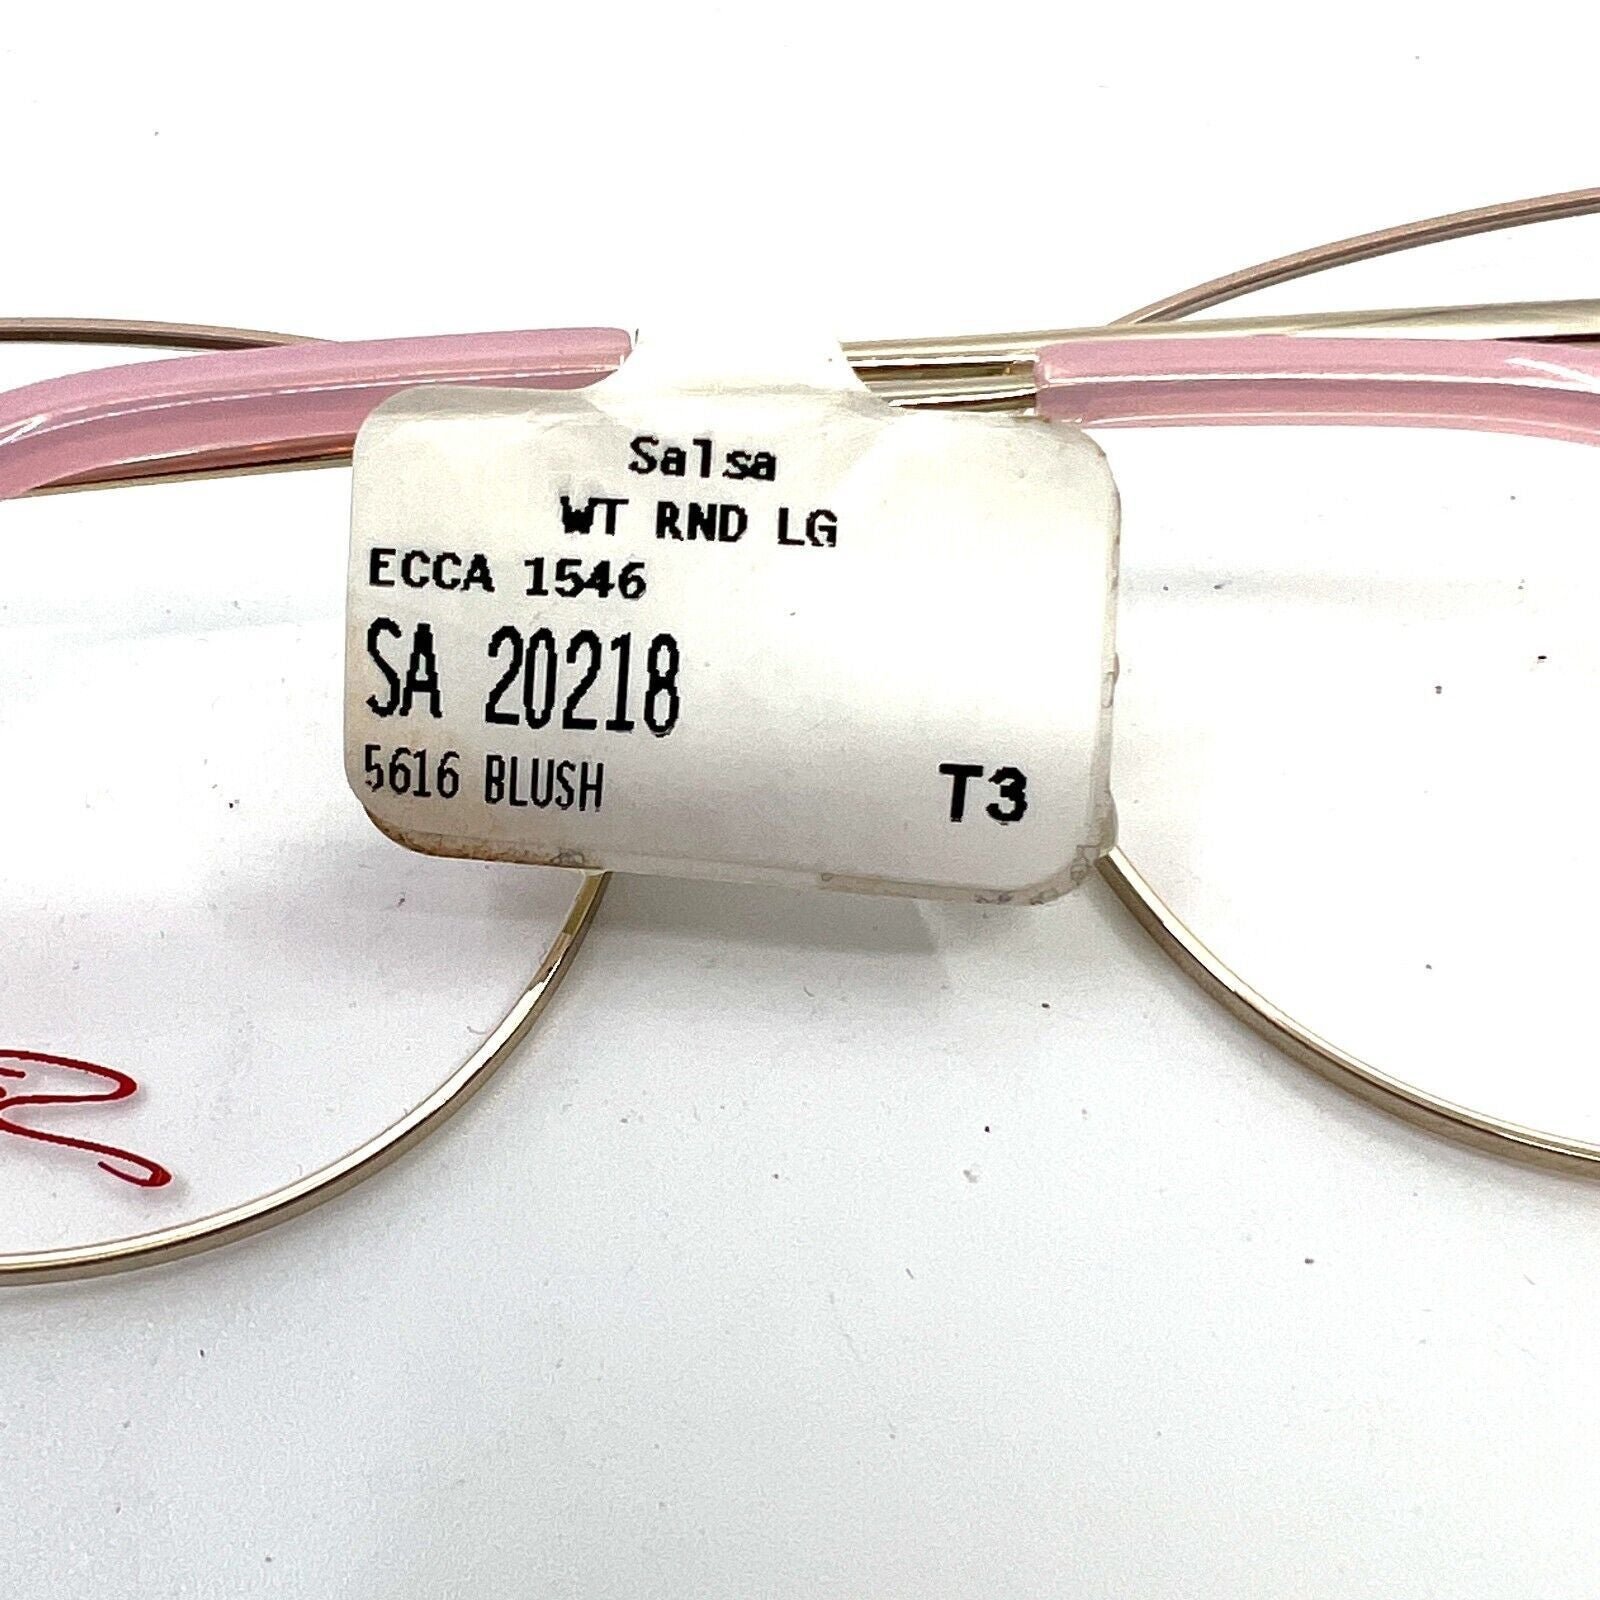 Salsa
WT RND LG
ECCA 1546
SA 20218
5616 BLUSH T3